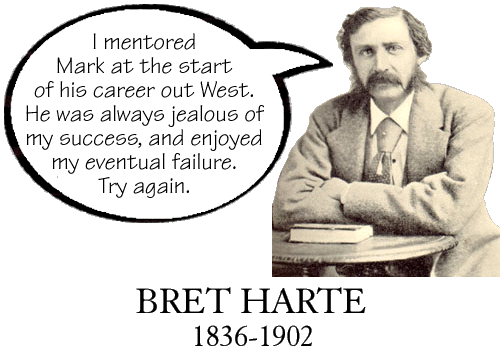 I mentored
Mark at the start
of his career out West.
He was always jealous of
my success, and enjoyed
my eventual failure.
Try again.
BRET HARTE
1836-1902